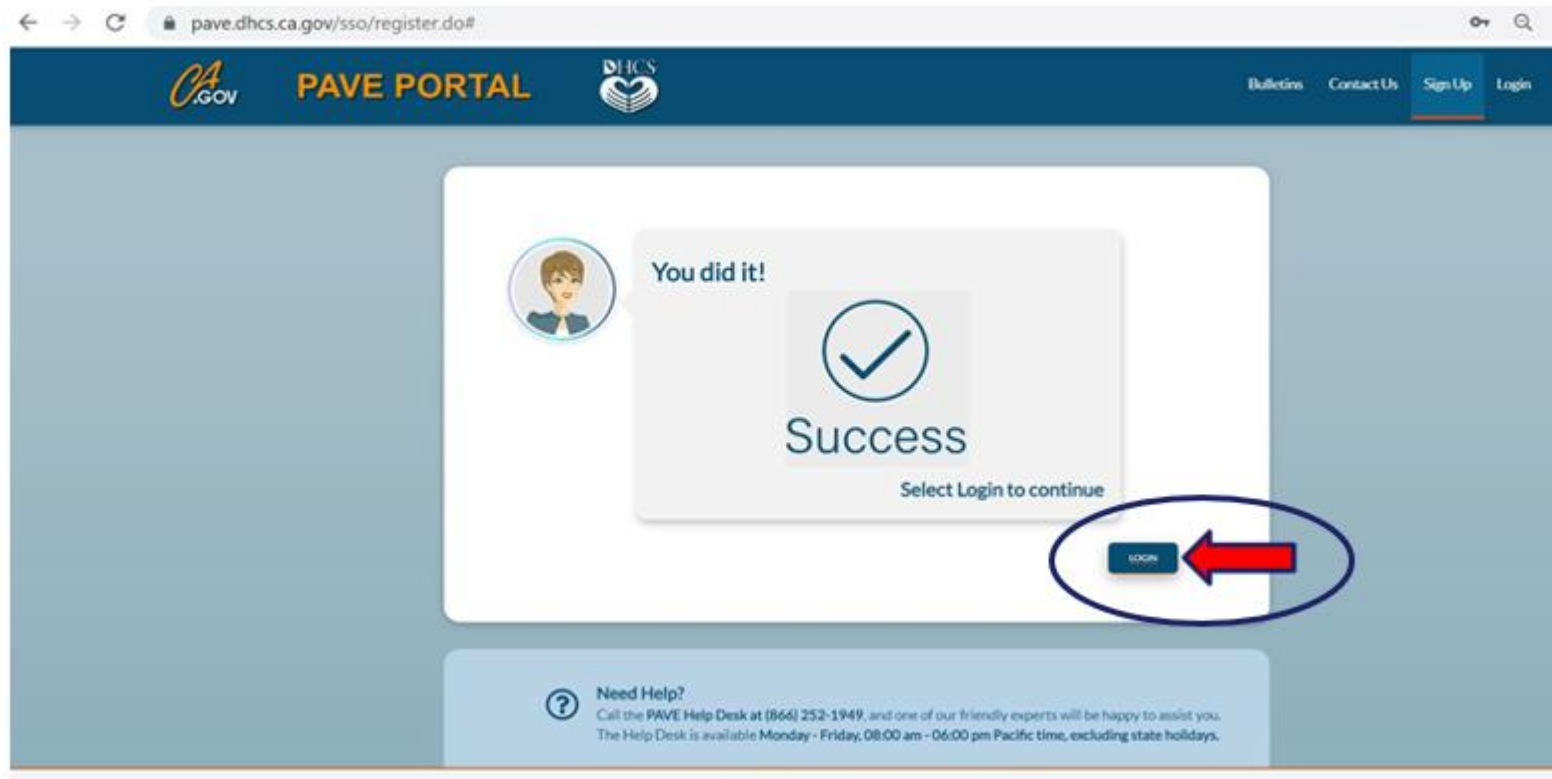 pave.dhcs.ca.gov/sso/register.do#
CA.GOV
PAVE PORTAL
DHCS
Bulletins Contact Us Sign Up Login
You did it!
Success
Select Login to continue
LOGIN
Need Help?
Call the PAVE Help Desk at (866) 252-1949, and one of our friendly experts will be happy to assist you.
The Help Desk is available Monday - Friday, 08:00 am - 06:00 pm Pacific time, excluding state holidays.